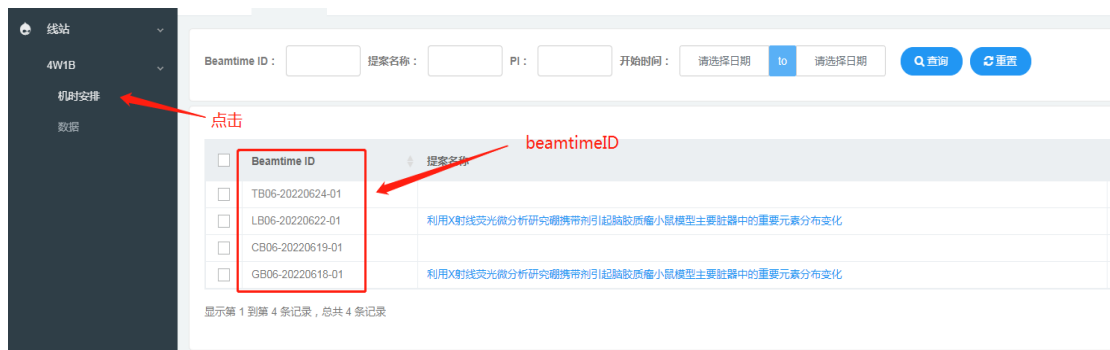 线站
4W1B
机时安排
数据
Beamtime ID : 提案名称 : PI : 开始时间 : 请选择日期 to 请选择日期 查询 重置
点击
beamtimeID
Beamtime ID 提案名称
TB06-20220624-01
LB06-20220622-01 利用X射线荧光微分析研究硼携带剂引起脑胶质瘤小鼠模型主要脏器中的重要元素分布变化
CB06-20220619-01
GB06-20220618-01 利用X射线荧光微分析研究硼携带剂引起脑胶质瘤小鼠模型主要脏器中的重要元素分布变化
显示第 1 到第 4 条记录，总共 4 条记录